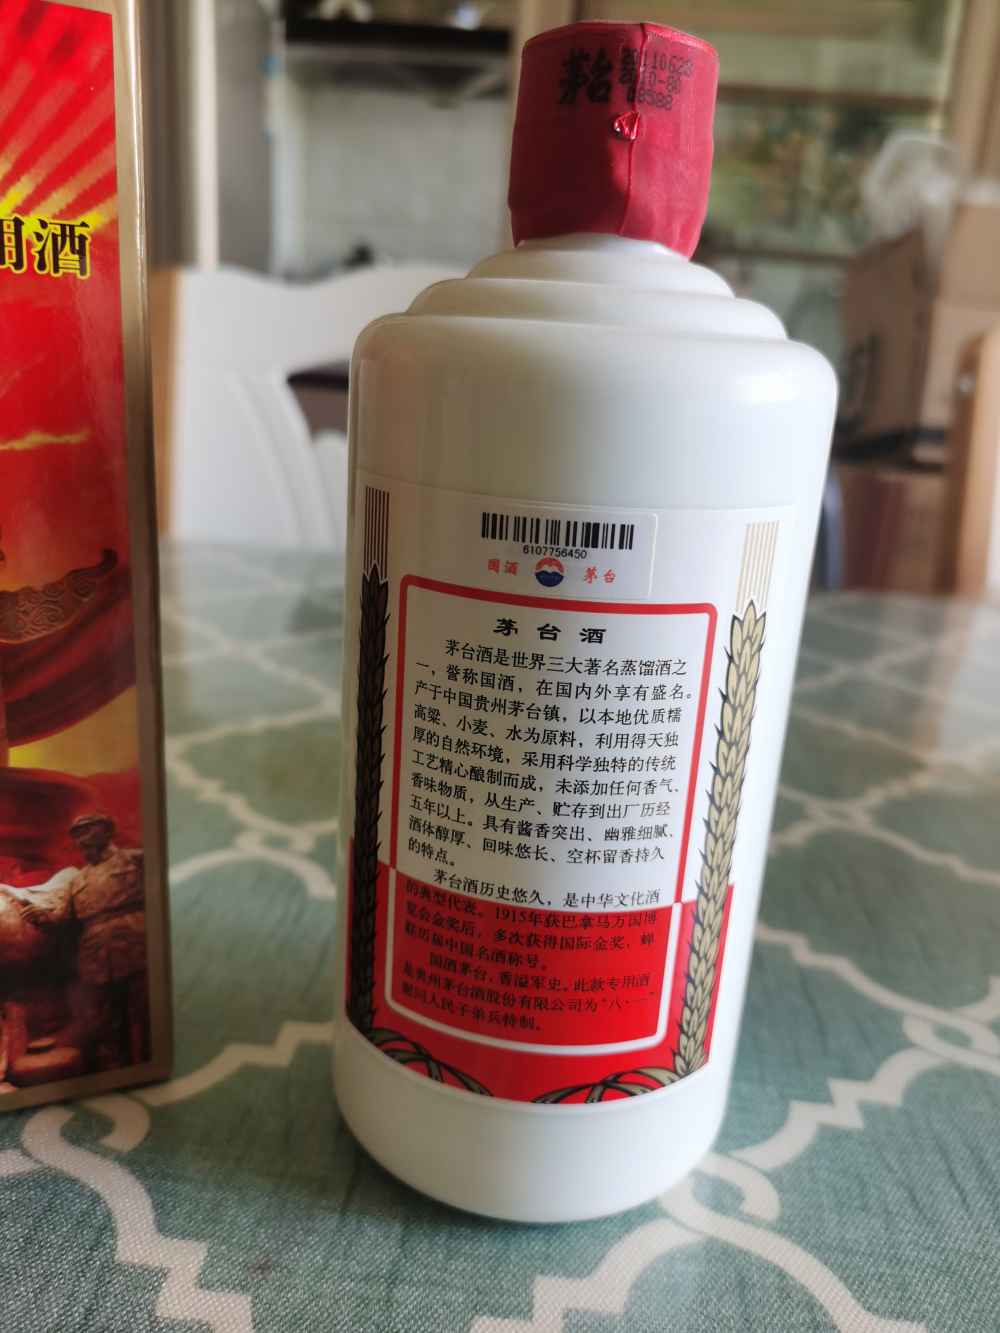 茅台
110628
10-80
08588
用酒
6107756450
国酒 茅台
茅台酒
茅台酒是世界三大著名蒸馏酒之
一，誉称国酒，在国内外享有盛名。
产于中国贵州茅台镇，以本地优质糯
高粱、小麦、水为原料，利用得天独
厚的自然环境，采用科学独特的传统
工艺精心酿制而成，未添加任何香气、
香味物质，从生产、贮存到出厂历经
五年以上。具有酱香突出、幽雅细腻、
酒体醇厚、回味悠长、空杯留香持久
的特点。
茅台酒历史悠久，是中华文化酒
的典型代表。1915年获巴拿马万国博
览会金奖后，多次获得国际金奖，蝉
联历届中国名酒称号。
国酒茅台，香溢军史。此款专用酒
是贵州茅台酒股份有限公司为“八·一”
慰问人民子弟兵特制。